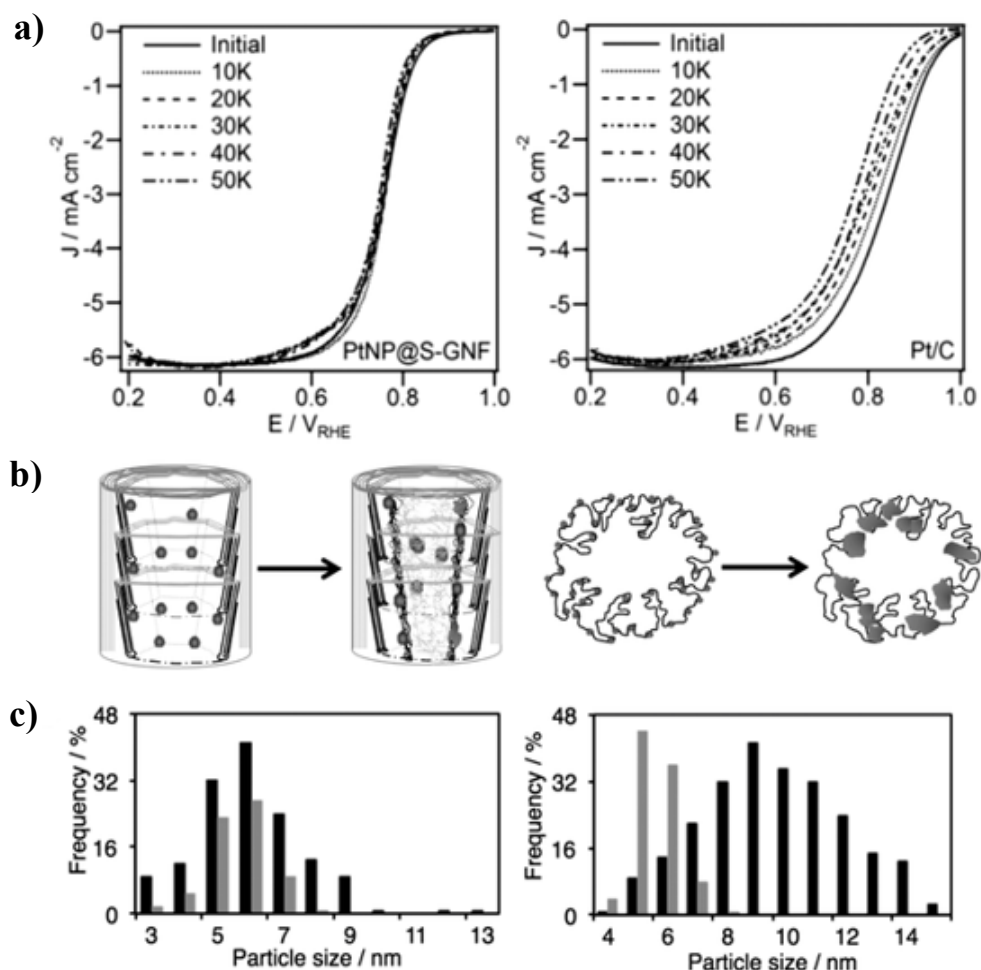 a)
0
-1
-2
-3
-4
-5
-6
J / mA cm-2
Initial
10K
20K
30K
40K
50K
PtNP@S-GNF
0.2 0.4 0.6 0.8 1.0
E / VRHE
0
-1
-2
-3
-4
-5
-6
J / mA cm-2
Initial
10K
20K
30K
40K
50K
Pt/C
0.2 0.4 0.6 0.8 1.0
E / VRHE
b)
c)
48
32
16
0
Frequency / %
3 5 7 9 11 13
Particle size / nm
48
32
16
0
Frequency / %
4 6 8 10 12 14
Particle size / nm